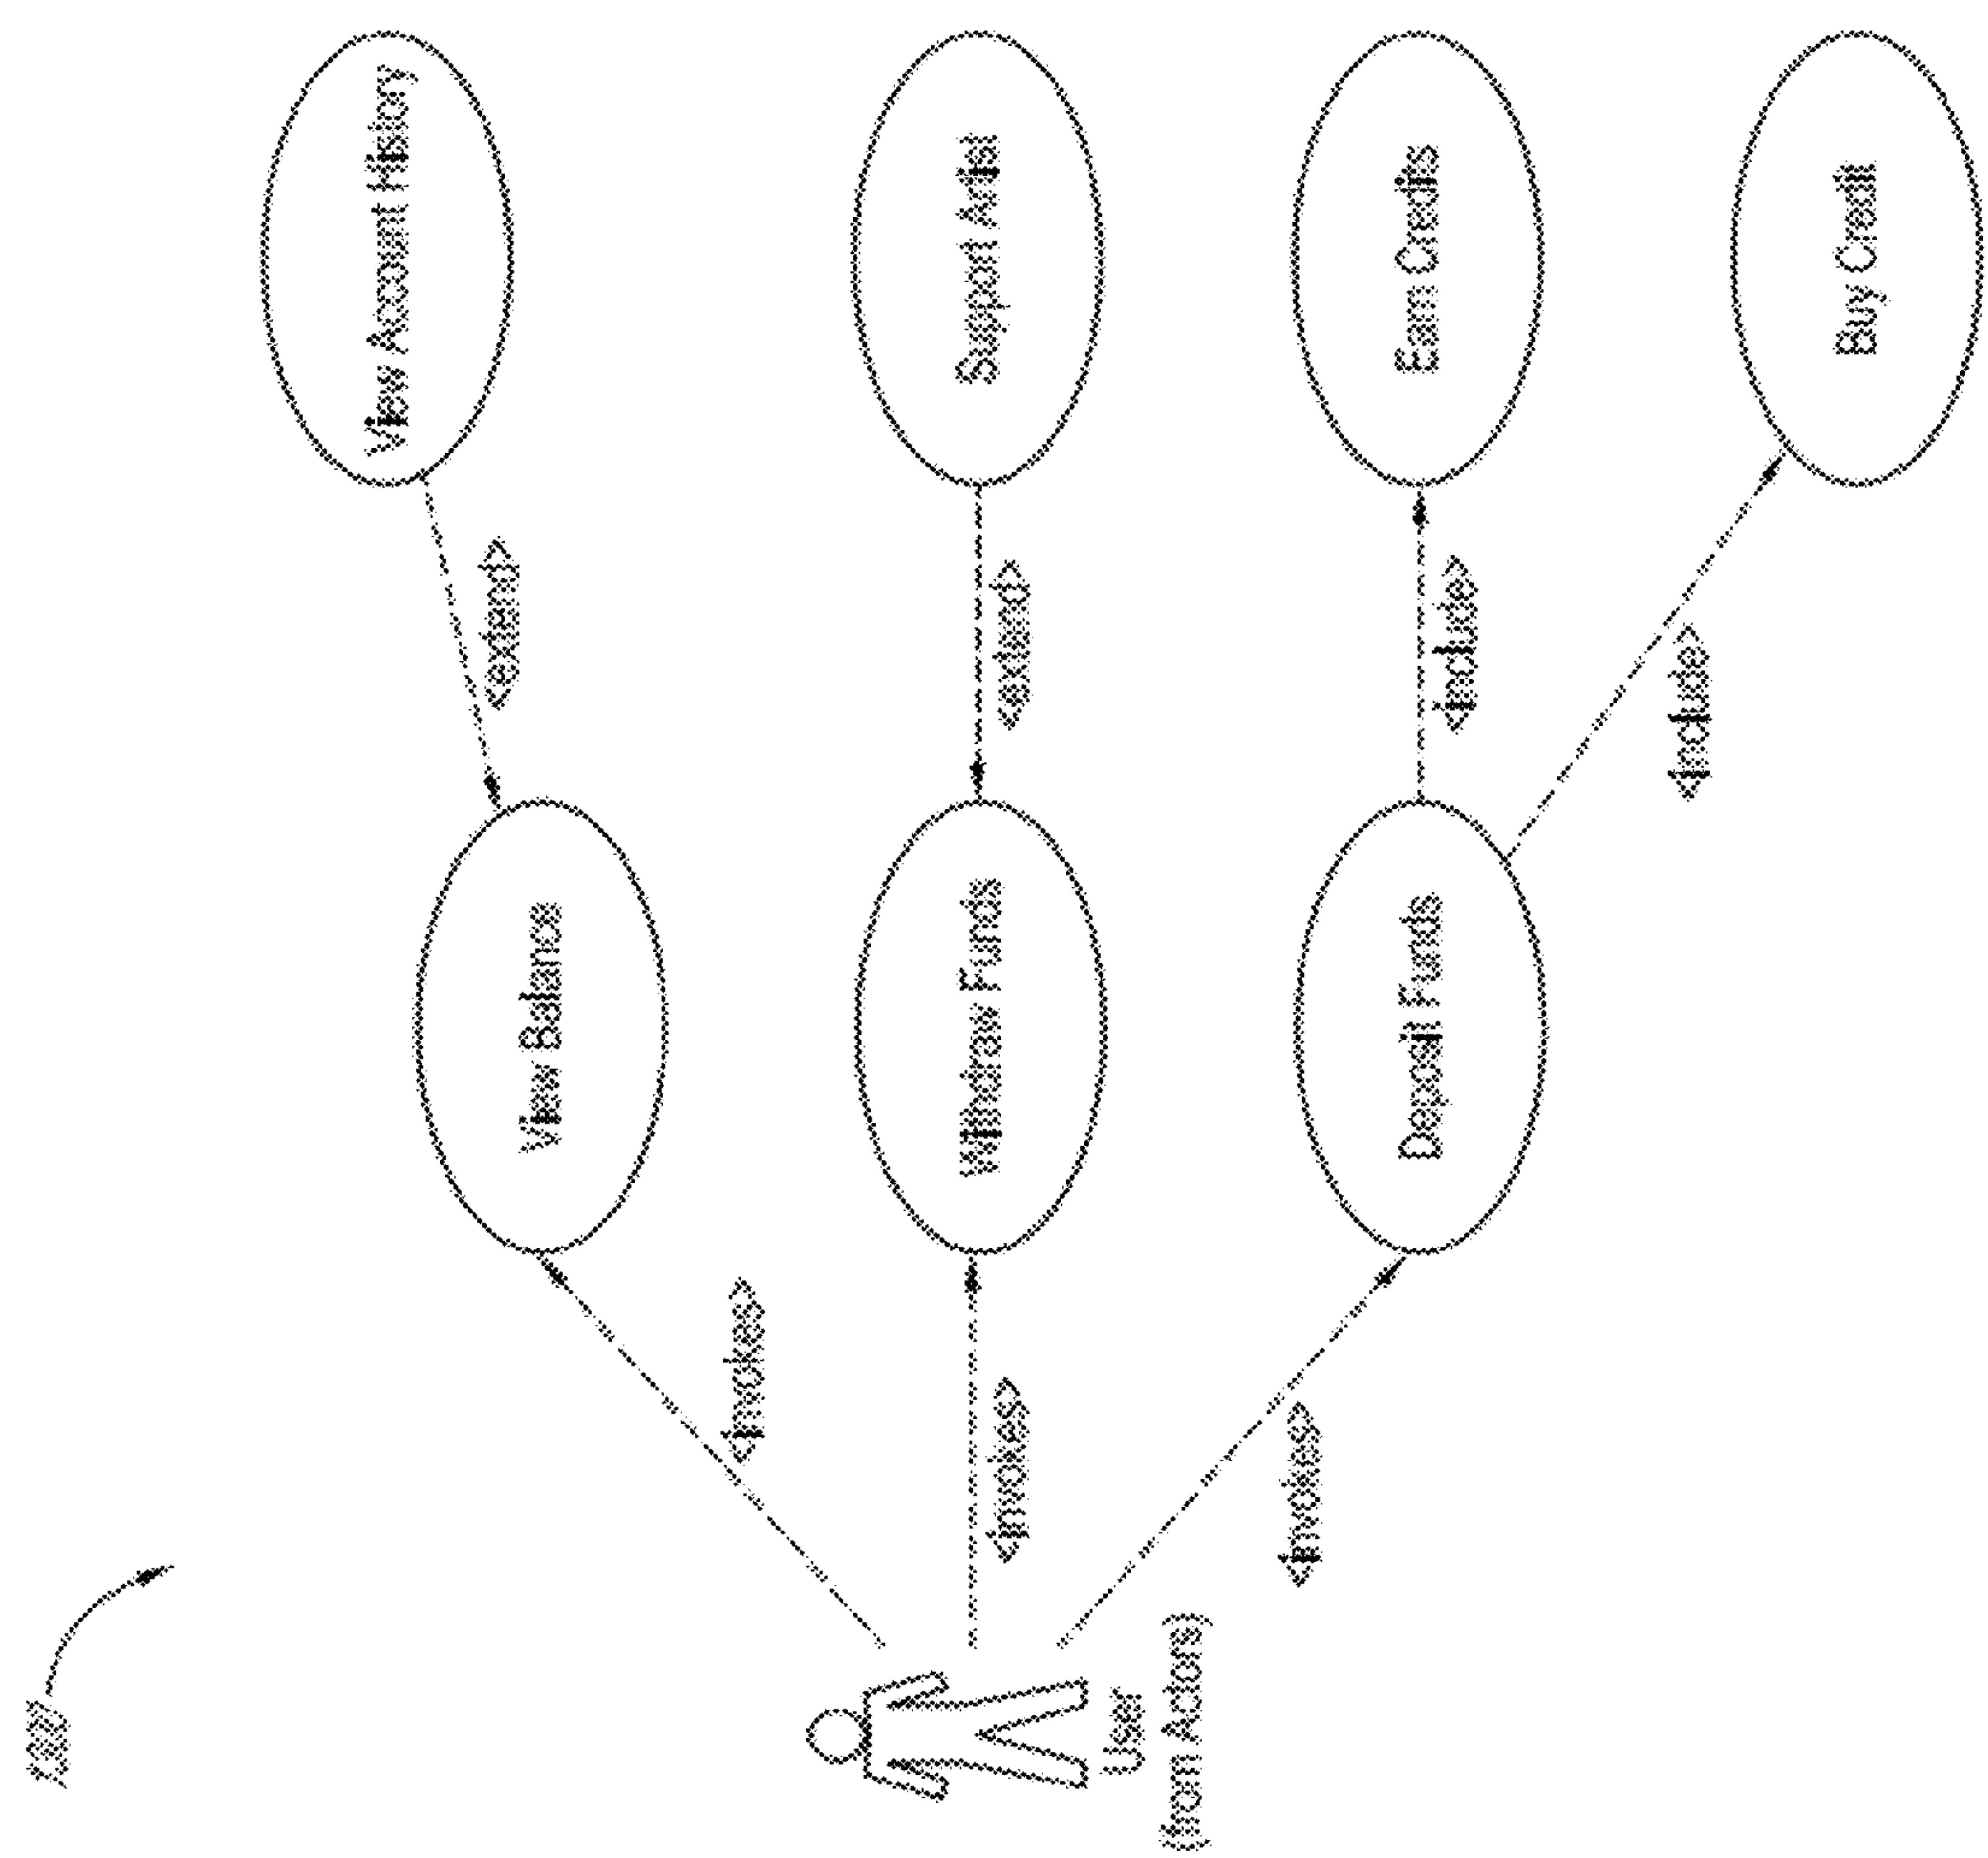 View Account History
<extend>
View Balance
<invokes>
Withdraw Funds
Support Artist
<invokes>
<extend>
User
(from Actors)
<invokes>
Deposit Funds
Earn Credits
<include>
<include>
Buy Credit